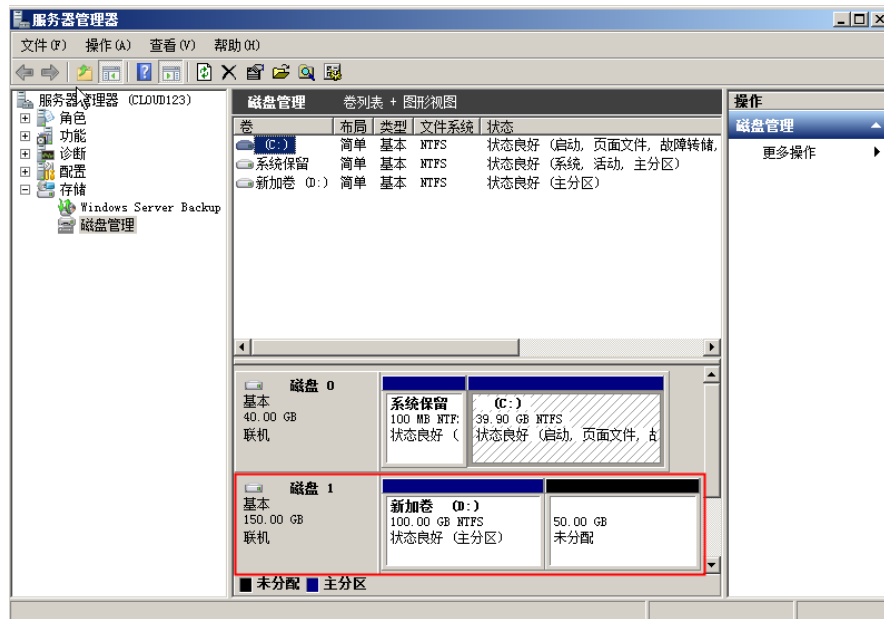 服务器管理器
文件(F) 操作(A) 查看(V) 帮助(H)
服务器管理器 (CLOUD123)
角色
功能
诊断
配置
存储
Windows Server Backup
磁盘管理
磁盘管理 卷列表 + 图形视图
卷 布局 类型 文件系统 状态
(C:) 简单 基本 NTFS 状态良好 (启动, 页面文件, 故障转储,
系统保留 简单 基本 NTFS 状态良好 (系统, 活动, 主分区)
新加卷 (D:) 简单 基本 NTFS 状态良好 (主分区)
磁盘 0
基本
40.00 GB
联机
系统保留
100 MB NTF:
状态良好 (
(C:)
39.90 GB NTFS
状态良好 (启动, 页面文件, 故
磁盘 1
基本
150.00 GB
联机
新加卷 (D:)
100.00 GB NTFS
状态良好 (主分区)
50.00 GB
未分配
未分配 主分区
操作
磁盘管理
更多操作